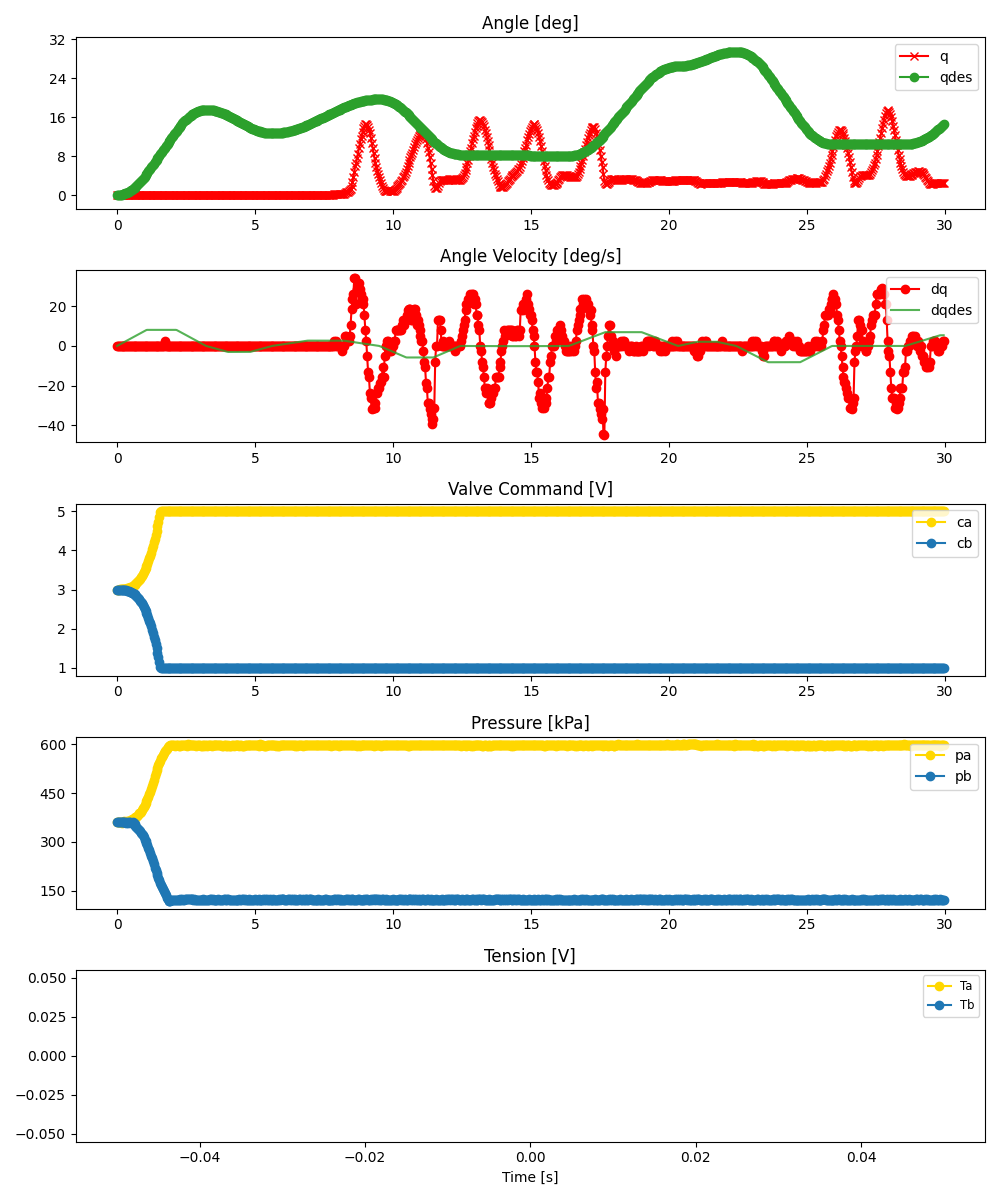 Angle [deg]
32
24
16
8
0
q
qdes
0 5 10 15 20 25 30
Angle Velocity [deg/s]
20
0
−20
−40
dq
dqdes
0 5 10 15 20 25 30
Valve Command [V]
5
4
3
2
1
ca
cb
0 5 10 15 20 25 30
Pressure [kPa]
600
450
300
150
pa
pb
0 5 10 15 20 25 30
Tension [V]
0.050
0.025
0.000
−0.025
−0.050
Ta
Tb
−0.04 −0.02 0.00 0.02 0.04
Time [s]